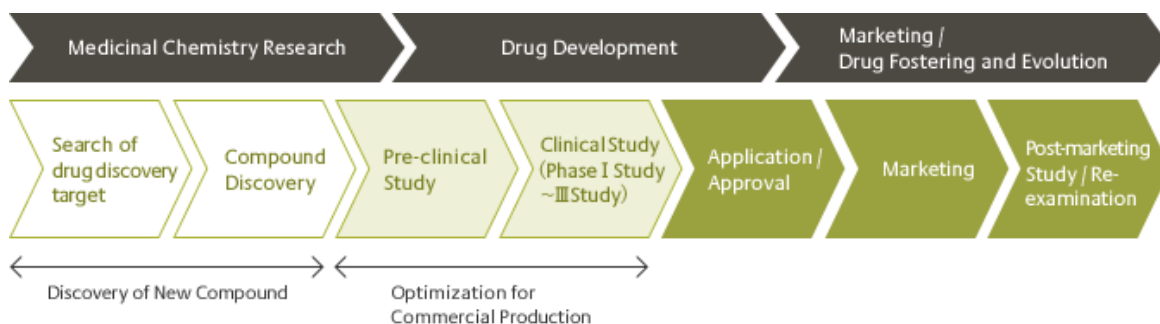 Medicinal Chemistry Research
Drug Development
Marketing /
Drug Fostering and Evolution
Search of
drug discovery
target
Compound
Discovery
Pre-clinical
Study
Clinical Study
(Phase Ⅰ Study
~Ⅲ Study)
Application /
Approval
Marketing
Post-marketing
Study / Re-
examination
Discovery of New Compound
Optimization for
Commercial Production